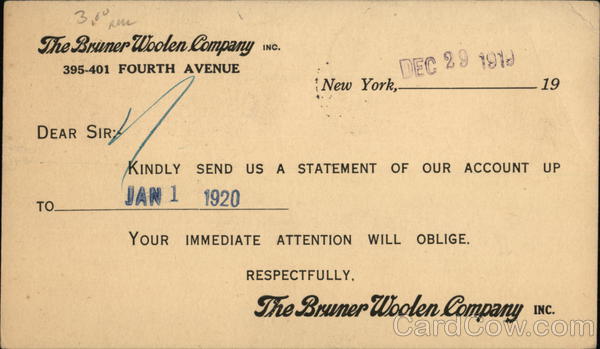 3.00
The Bruner Woolen Company INC.
395-401 FOURTH AVENUE
New York, DEC 29 1919 19
DEAR SIR:-
KINDLY SEND US A STATEMENT OF OUR ACCOUNT UP
TO JAN 1 1920
YOUR IMMEDIATE ATTENTION WILL OBLIGE.
RESPECTFULLY,
The Bruner Woolen Company INC.
CardCow.com